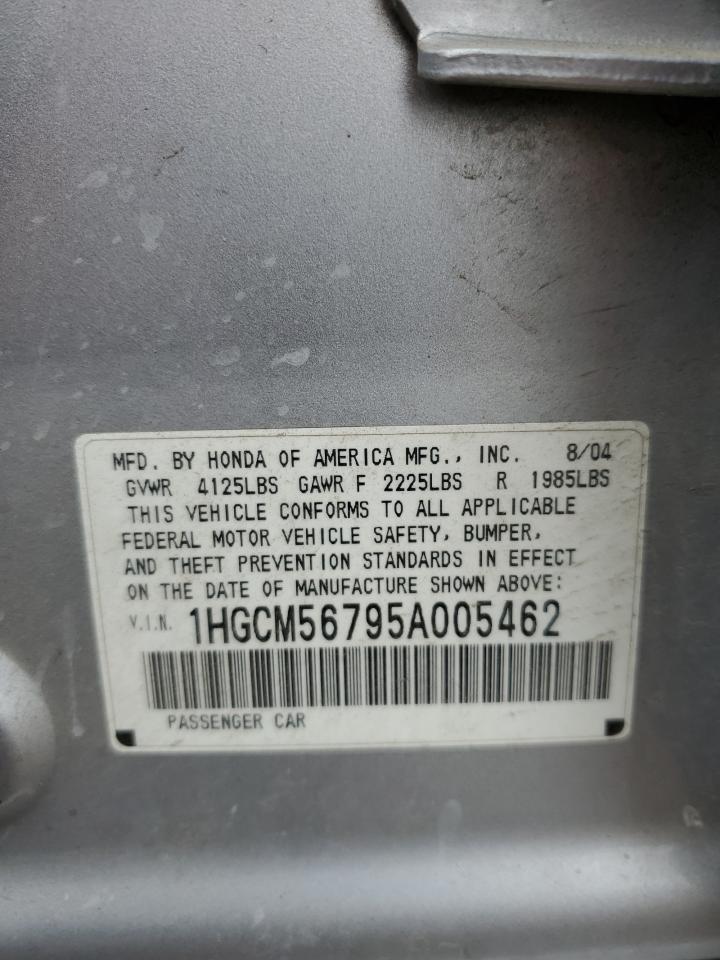 MFD. BY HONDA OF AMERICA MFG., INC. 8/04
GVWR 4125LBS GAWR F 2225LBS R 1985LBS
THIS VEHICLE CONFORMS TO ALL APPLICABLE
FEDERAL MOTOR VEHICLE SAFETY, BUMPER,
AND THEFT PREVENTION STANDARDS IN EFFECT
ON THE DATE OF MANUFACTURE SHOWN ABOVE:
V.I.N. 1HGCM56795A005462
PASSENGER CAR